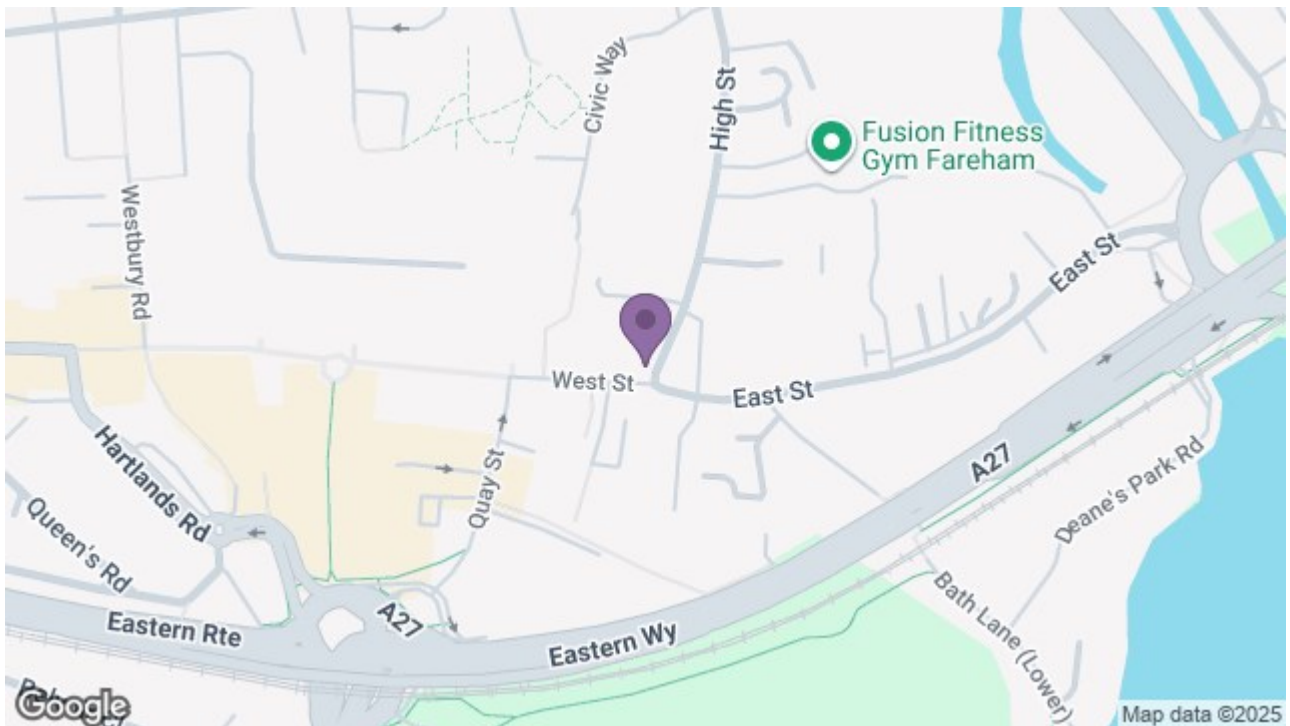 Civic Way
High St
Fusion Fitness
Gym Fareham
Westbury Rd
East St
West St
East St
Hartlands Rd
Quay St
A27
Deane's Park Rd
Queen's Rd
A27
Eastern Rte
Eastern Wy
Bath Lane (Lower)
Google
Map data ©2025